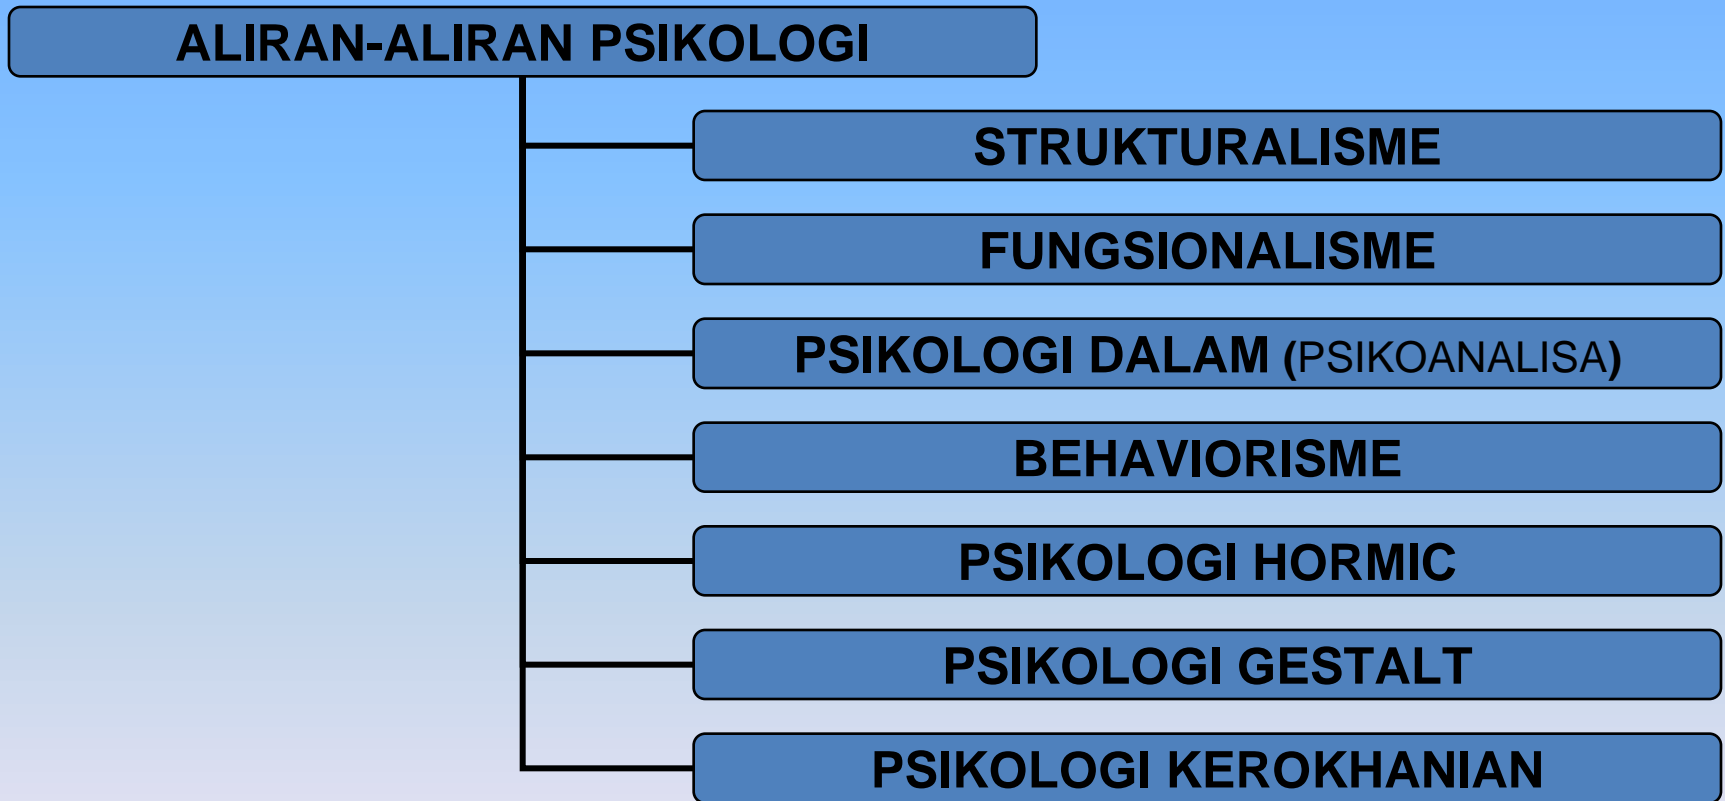 ALIRAN-ALIRAN PSIKOLOGI
STRUKTURALISME
FUNGSIONALISME
PSIKOLOGI DALAM (PSIKOANALISA)
BEHAVIORISME
PSIKOLOGI HORMIC
PSIKOLOGI GESTALT
PSIKOLOGI KEROKHANIAN